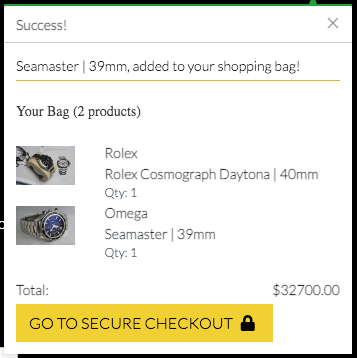 Success!
Seamaster | 39mm, added to your shopping bag!
Your Bag (2 products)
Rolex
Rolex Cosmograph Daytona | 40mm
Qty: 1
Omega
Seamaster | 39mm
Qty: 1
Total: $32700.00
GO TO SECURE CHECKOUT